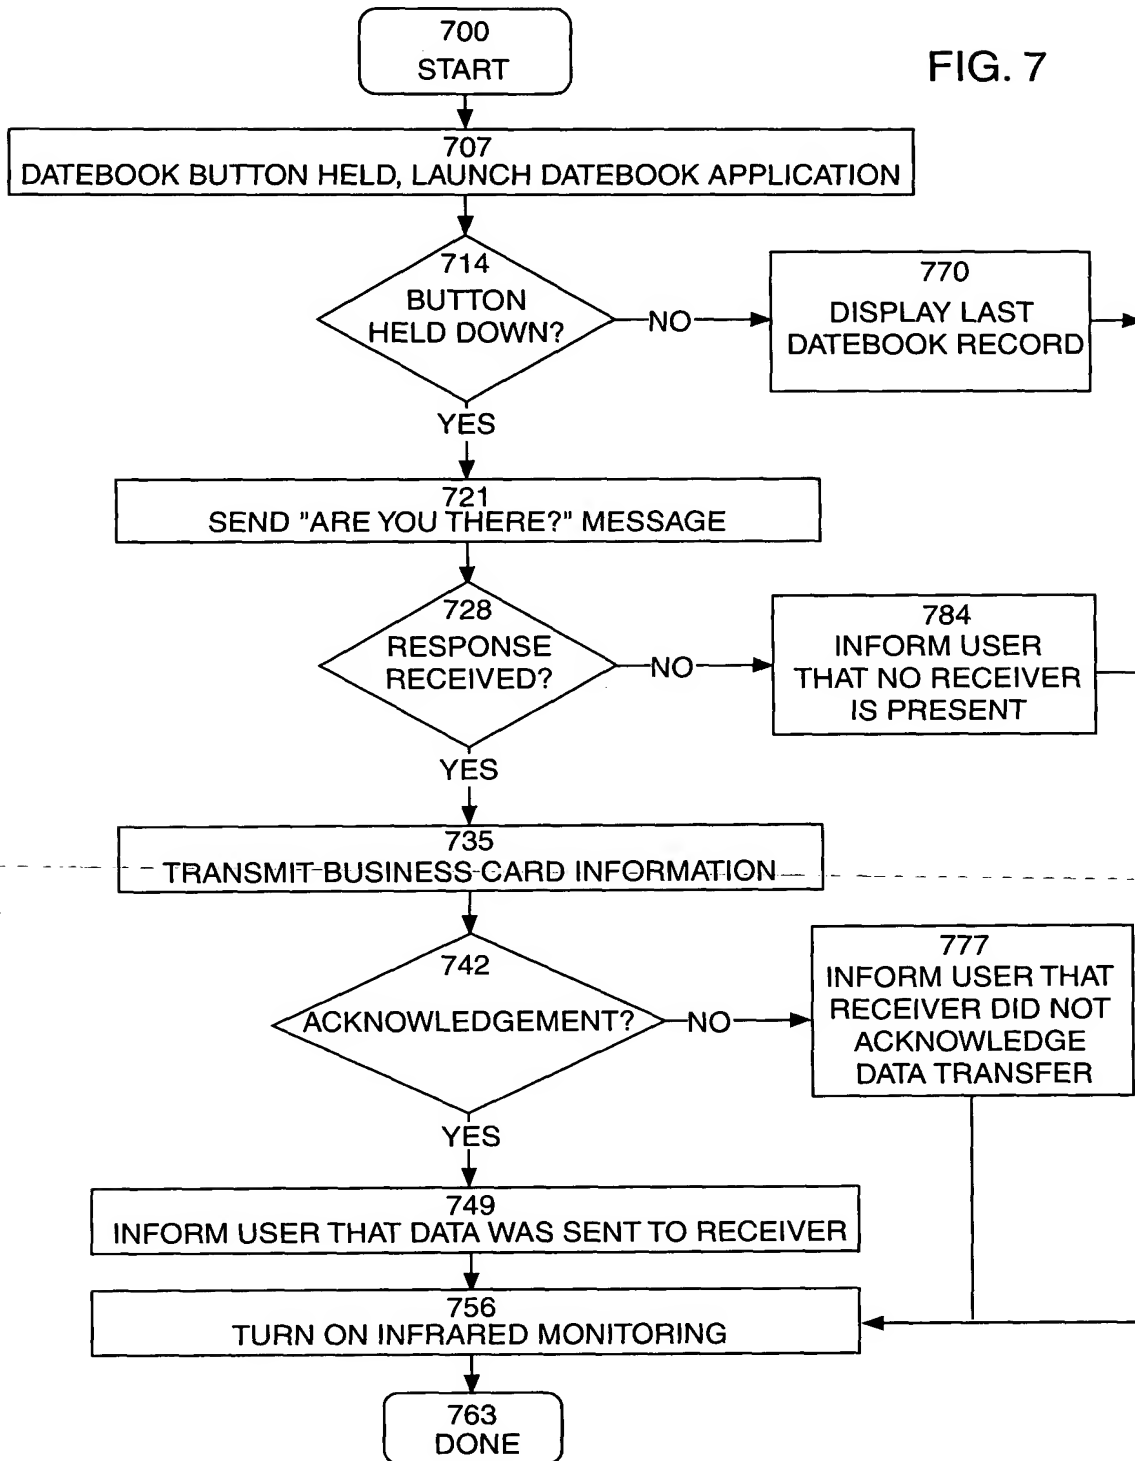 700
START
FIG. 7
707
DATEBOOK BUTTON HELD, LAUNCH DATEBOOK APPLICATION
714
BUTTON
HELD DOWN?
NO
770
DISPLAY LAST
DATEBOOK RECORD
YES
721
SEND "ARE YOU THERE?" MESSAGE
728
RESPONSE
RECEIVED?
NO
784
INFORM USER
THAT NO RECEIVER
IS PRESENT
YES
735
TRANSMIT BUSINESS CARD INFORMATION
742
ACKNOWLEDGEMENT?
NO
777
INFORM USER THAT
RECEIVER DID NOT
ACKNOWLEDGE
DATA TRANSFER
YES
749
INFORM USER THAT DATA WAS SENT TO RECEIVER
756
TURN ON INFRARED MONITORING
763
DONE